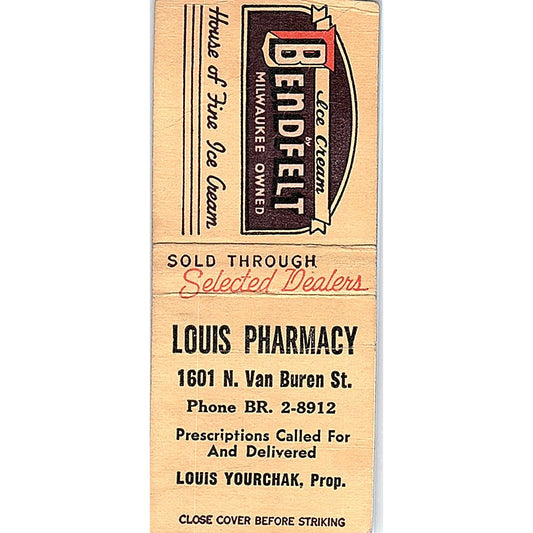 Ice Cream
by
BENDFELT
MILWAUKEE OWNED
House of Fine Ice Cream
SOLD THROUGH
Selected Dealers
LOUIS PHARMACY
1601 N. Van Buren St.
Phone BR. 2-8912
Prescriptions Called For
And Delivered
LOUIS YOURCHAK, Prop.
CLOSE COVER BEFORE STRIKING